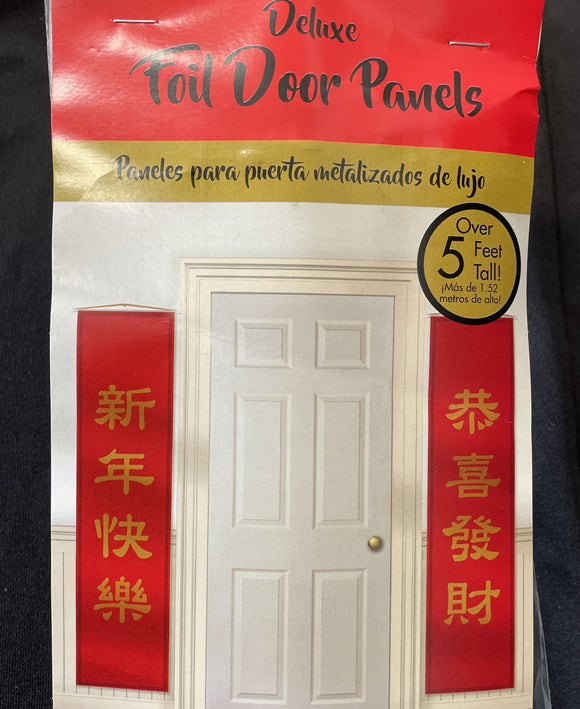 Deluxe
Foil Door Panels
Paneles para puerta metalizados de lujo
Over
5 Feet
Tall!
¡Más de 1.52
metros de alto!
新年快樂
恭喜發財